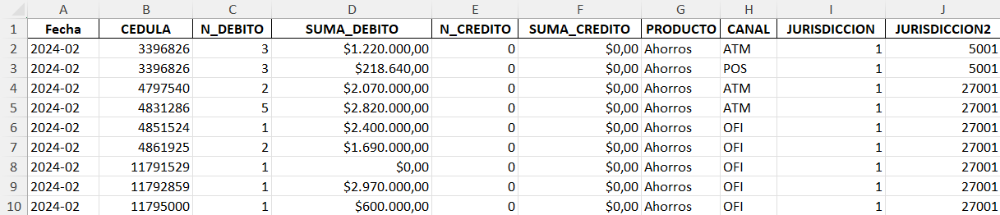 A B C D E F G H I J
1 Fecha CEDULA N_DEBITO SUMA_DEBITO N_CREDITO SUMA_CREDITO PRODUCTO CANAL JURISDICCION JURISDICCION2
2 2024-02 3396826 3 $1.220.000,00 0 $0,00 Ahorros ATM 1 5001
3 2024-02 3396826 3 $218.640,00 0 $0,00 Ahorros POS 1 5001
4 2024-02 4797540 2 $2.070.000,00 0 $0,00 Ahorros ATM 1 27001
5 2024-02 4831286 5 $2.820.000,00 0 $0,00 Ahorros ATM 1 27001
6 2024-02 4851524 1 $2.400.000,00 0 $0,00 Ahorros OFI 1 27001
7 2024-02 4861925 2 $1.690.000,00 0 $0,00 Ahorros OFI 1 27001
8 2024-02 11791529 1 $0,00 0 $0,00 Ahorros OFI 1 27001
9 2024-02 11792859 1 $2.970.000,00 0 $0,00 Ahorros OFI 1 27001
10 2024-02 11795000 1 $600.000,00 0 $0,00 Ahorros OFI 1 27001